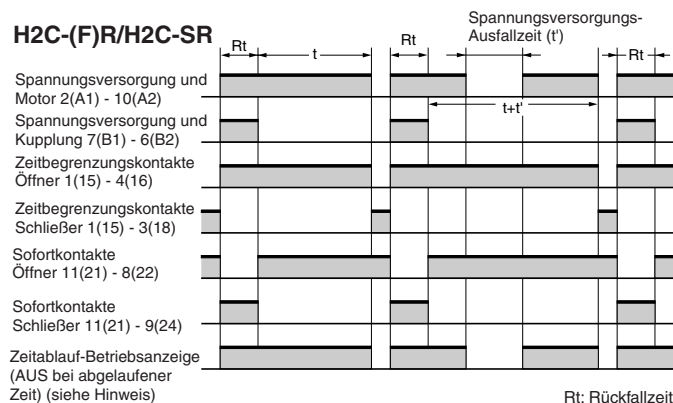 Spannungsversorgungs-
Ausfallzeit (t')
H2C-(F)R/H2C-SR
Rt
t
Rt
Rt
Spannungsversorgung und
Motor 2(A1) - 10(A2)
t+t'
Spannungsversorgung und
Kupplung 7(B1) - 6(B2)
Zeitbegrenzungskontakte
Öffner 1(15) - 4(16)
Zeitbegrenzungskontakte
Schließer 1(15) - 3(18)
Sofortkontakte
Öffner 11(21) - 8(22)
Sofortkontakte
Schließer 11(21) - 9(24)
Zeitablauf-Betriebsanzeige
(AUS bei abgelaufener
Zeit) (siehe Hinweis)
Rt: Rückfallzeit